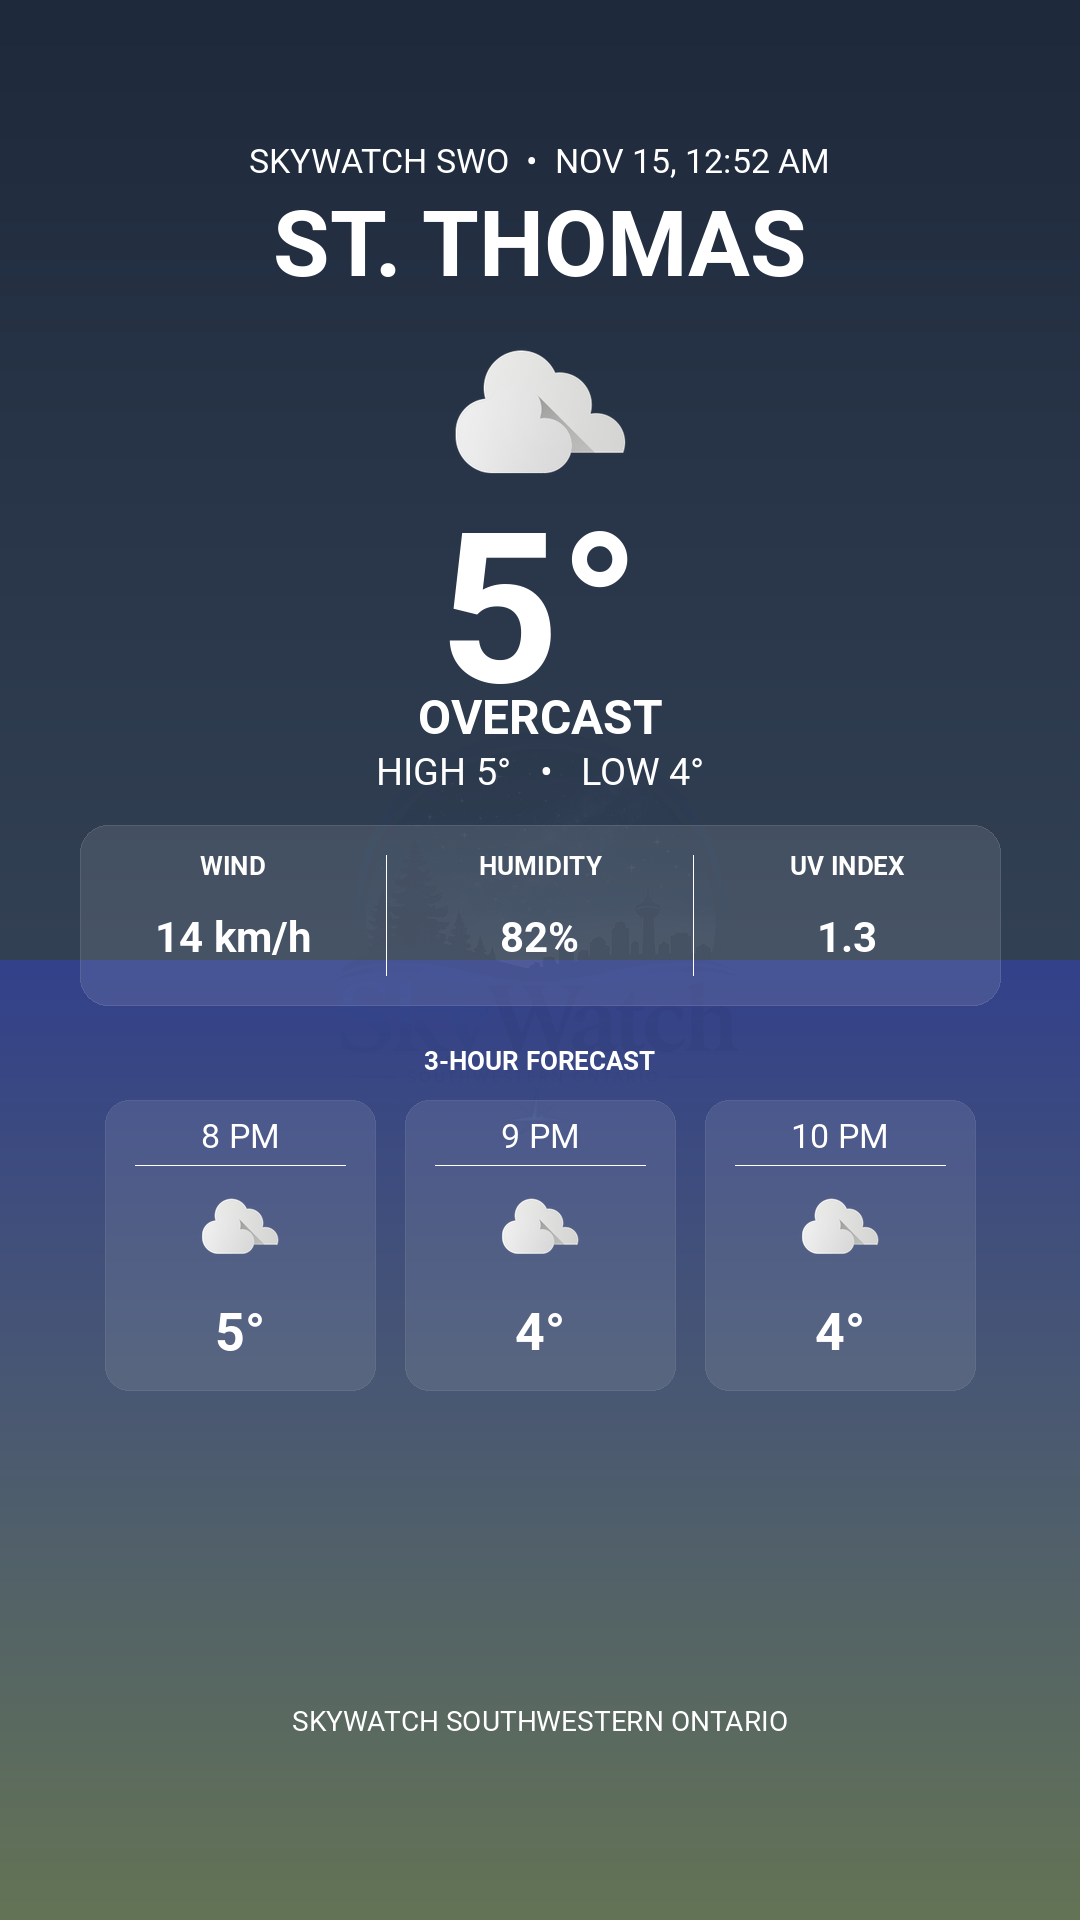 SKYWATCH SWO • NOV 15, 12:52 AM
ST. THOMAS
5°
OVERCAST
HIGH 5° • LOW 4°
WIND HUMIDITY UV INDEX
14 km/h 82% 1.3
SkyWatch
3-HOUR FORECAST
8 PM 9 PM 10 PM
5° 4° 4°
SKYWATCH SOUTHWESTERN ONTARIO